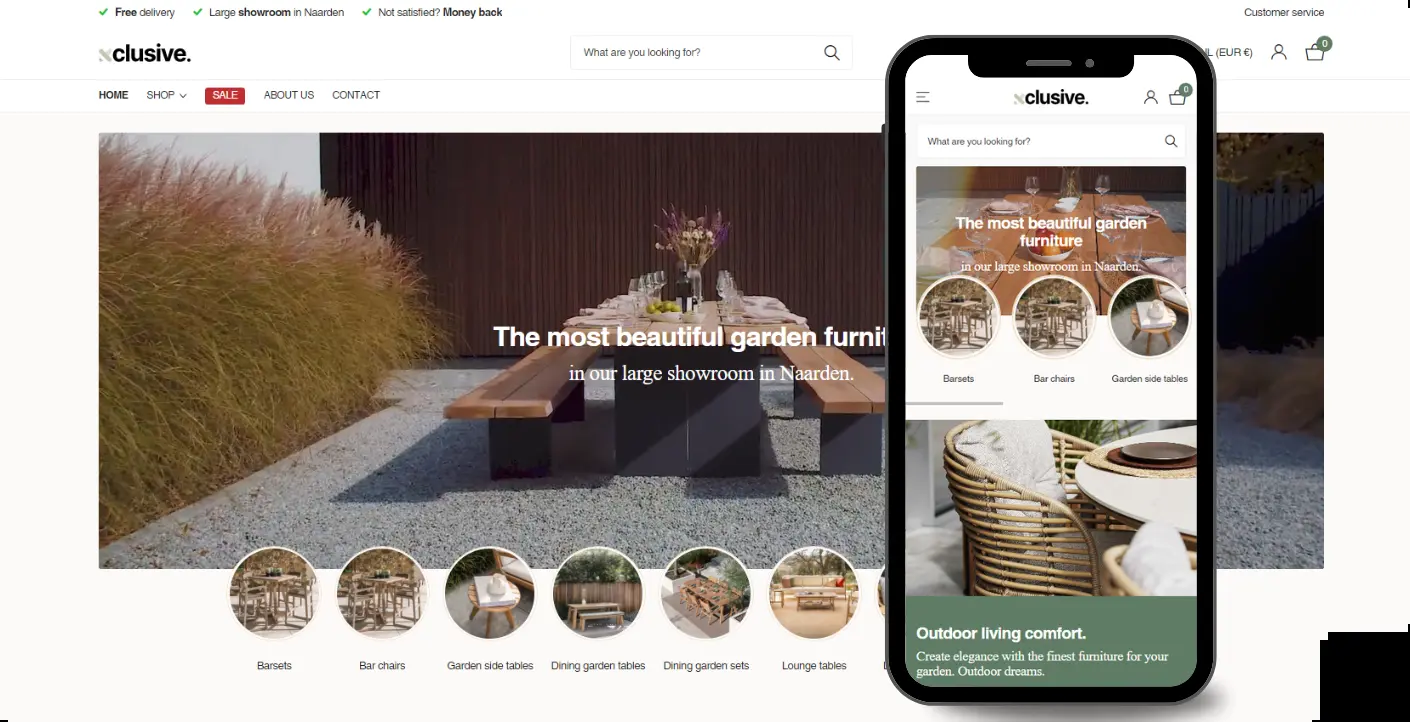 Free delivery
Large showroom in Naarden
Not satisfied? Money back
Customer service
xclusive.
What are you looking for?
(EUR €)
0
HOME
SHOP
SALE
ABOUT US
CONTACT
The most beautiful garden furnit
in our large showroom in Naarden.
Barsets
Bar chairs
Garden side tables
Dining garden tables
Dining garden sets
Lounge tables
xclusive.
0
What are you looking for?
The most beautiful garden
furniture
in our large showroom in Naarden.
Barsets
Bar chairs
Garden side tables
Outdoor living comfort.
Create elegance with the finest furniture for your
garden. Outdoor dreams.